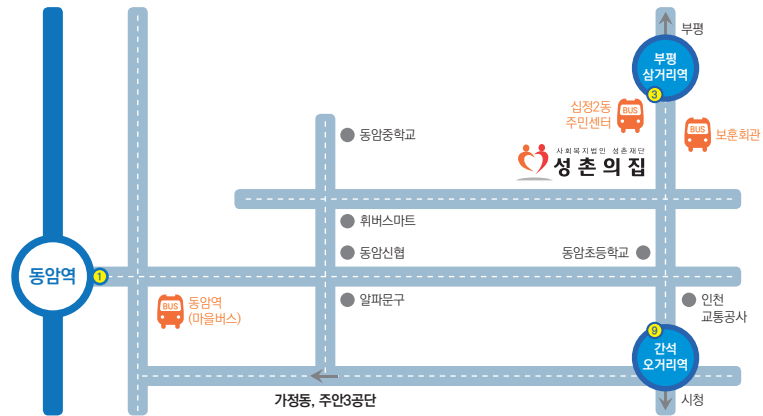 부평
부평
삼거리역
3
십정2동
주민센터
BUS
BUS
보훈회관
동암중학교
사회복지법인 성촌재단
성촌의집
휘버스마트
동암신협
동암초등학교
동암역
1
알파문구
인천
교통공사
BUS
동암역
(마을버스)
9
간석
오거리역
가정동, 주안3공단
시청